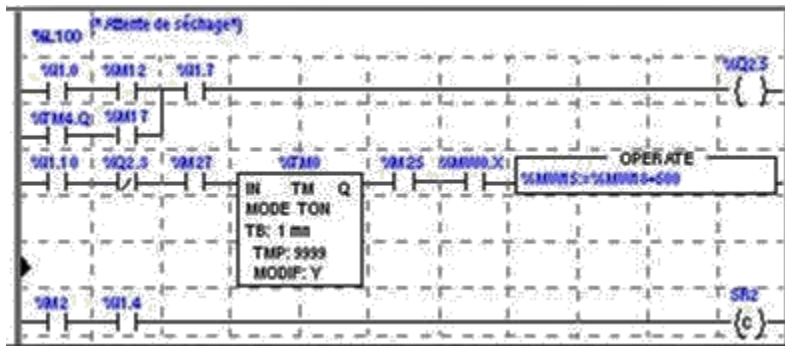 %L100 (* Attente de séchage*)
%I1.0 %M12 %I1.7 %Q2.5
%TM4.Q %M17
%I1.10 %Q2.3 %M27 %TM0 %M25 OPERATE
IN TM Q
MODE TON
TB: 1 mn
TMP: 9999
MODIF: Y
%M2 %I1.4 SR2
C